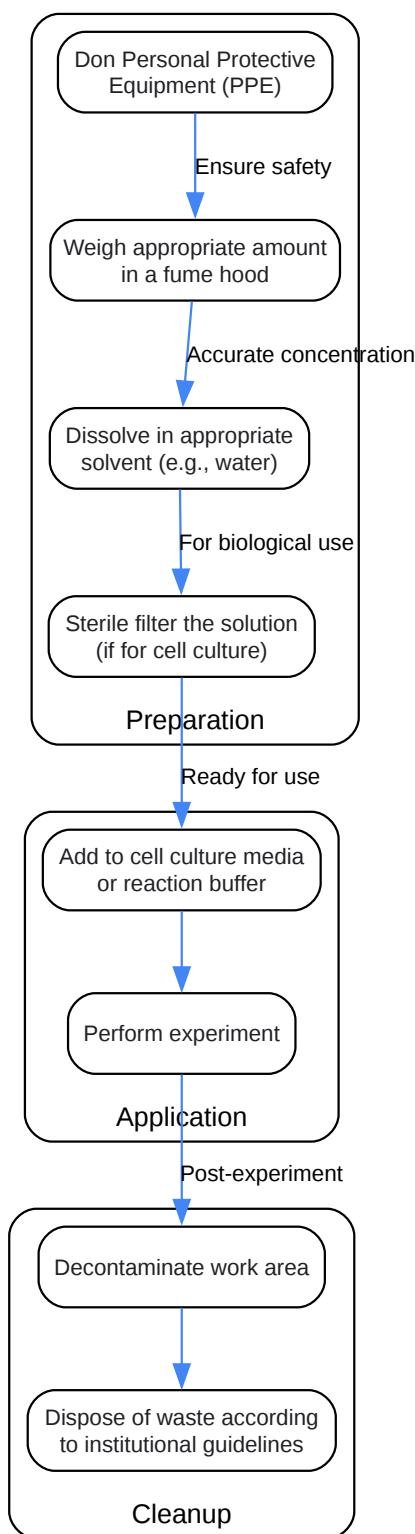 Don Personal Protective
Equipment (PPE)
Ensure safety
Weigh appropriate amount
in a fume hood
Accurate concentration
Dissolve in appropriate
solvent (e.g., water)
For biological use
Sterile filter the solution
(if for cell culture)
Preparation
Ready for use
Add to cell culture media
or reaction buffer
Perform experiment
Application
Post-experiment
Decontaminate work area
Dispose of waste according
to institutional guidelines
Cleanup